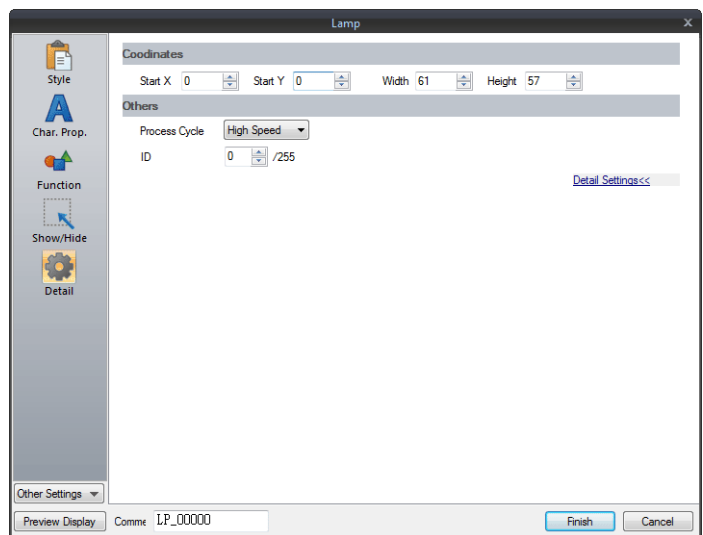 Lamp x
Style
Char. Prop.
Function
Show/Hide
Detail
Other Settings
Preview Display
Coodinates
Start X 0 Start Y 0 Width 61 Height 57
Others
Process Cycle High Speed
ID 0 /255
Detail Settings<<
Comme LP_00000
Finish Cancel